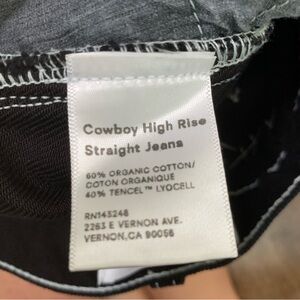 Cowboy High Rise
Straight Jeans
60% ORGANIC COTTON/
COTON ORGANIQUE
40% TENCEL™ LYOCELL
RN143248
2263 E VERNON AVE.
VERNON, CA 90058